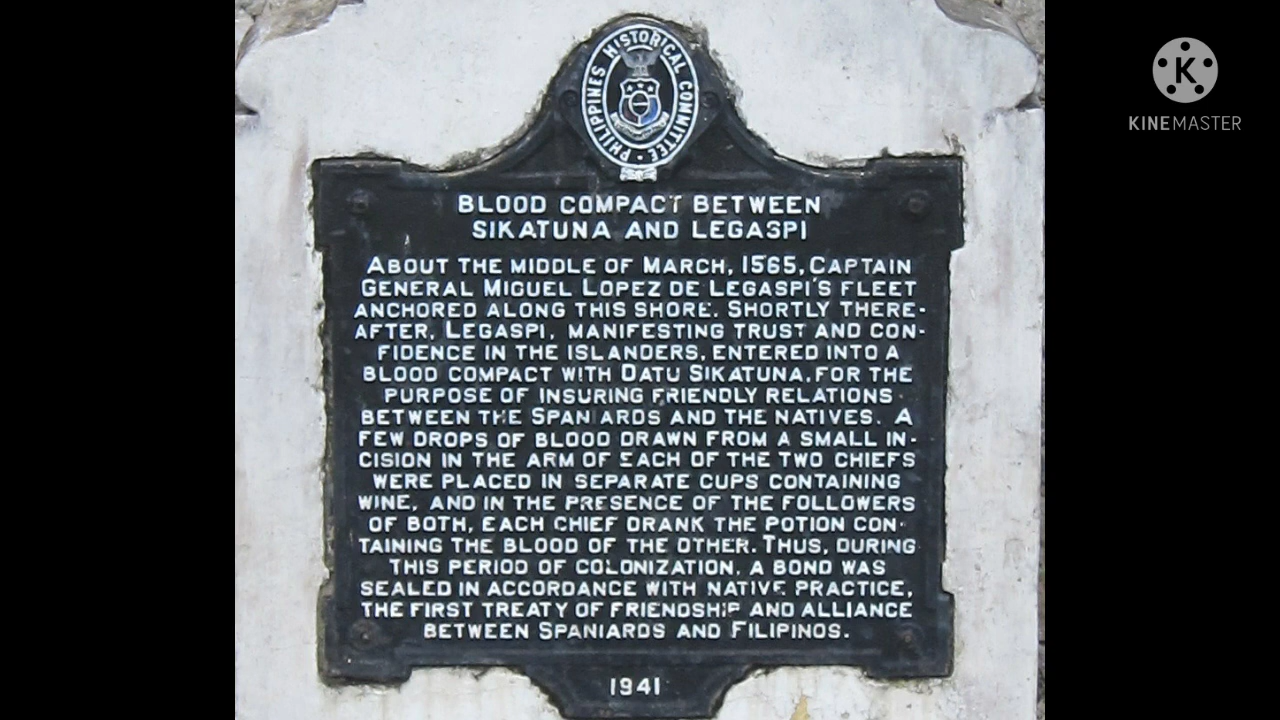 PHILIPPINES HISTORICAL COMMITTEE
K
KINEMASTER
BLOOD COMPACT BETWEEN
SIKATUNA AND LEGASPI
ABOUT THE MIDDLE OF MARCH, 1565, CAPTAIN
GENERAL MIGUEL LOPEZ DE LEGASPI'S FLEET
ANCHORED ALONG THIS SHORE. SHORTLY THERE-
AFTER, LEGASPI, MANIFESTING TRUST AND CON-
FIDENCE IN THE ISLANDERS, ENTERED INTO A
BLOOD COMPACT WITH DATU SIKATUNA, FOR THE
PURPOSE OF INSURING FRIENDLY RELATIONS
BETWEEN THE SPANIARDS AND THE NATIVES. A
FEW DROPS OF BLOOD DRAWN FROM A SMALL IN-
CISION IN THE ARM OF EACH OF THE TWO CHIEFS
WERE PLACED IN SEPARATE CUPS CONTAINING
WINE, AND IN THE PRESENCE OF THE FOLLOWERS
OF BOTH, EACH CHIEF DRANK THE POTION CON-
TAINING THE BLOOD OF THE OTHER. THUS, DURING
THIS PERIOD OF COLONIZATION, A BOND WAS
SEALED IN ACCORDANCE WITH NATIVE PRACTICE,
THE FIRST TREATY OF FRIENDSHIP AND ALLIANCE
BETWEEN SPANIARDS AND FILIPINOS.
1941